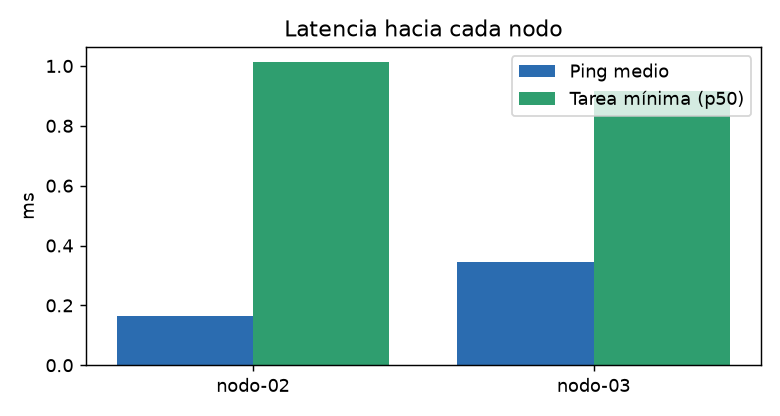 Latencia hacia cada nodo
Ping medio
Tarea mínima (p50)
ms
1.0
0.8
0.6
0.4
0.2
0.0
nodo-02
nodo-03